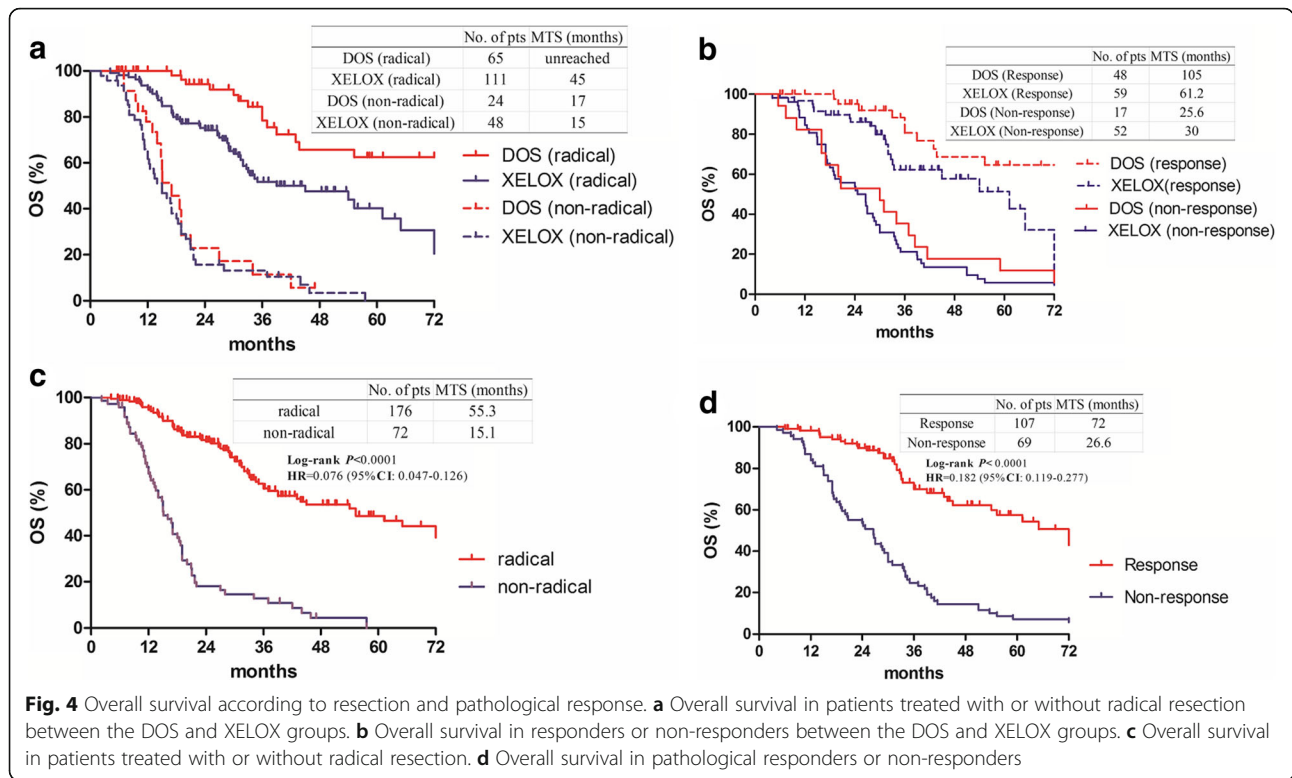 a
No. of pts MTS (months)
DOS (radical) 65 unreached
XELOX (radical) 111 45
DOS (non-radical) 24 17
XELOX (non-radical) 48 15
OS (%)
100
80
60
40
20
0
0 12 24 36 48 60 72
months
DOS (radical)
XELOX (radical)
DOS (non-radical)
XELOX (non-radical)
b
No. of pts MTS (months)
DOS (Response) 48 105
XELOX (Response) 59 61.2
DOS (Non-response) 17 25.6
XELOX (Non-response) 52 30
OS (%)
100
80
60
40
20
0
0 12 24 36 48 60 72
months
DOS (response)
XELOX(response)
DOS (non-response)
XELOX (non-response)
c
No. of pts MTS (months)
radical 176 55.3
non-radical 72 15.1
Log-rank P<0.0001
HR=0.076 (95%CI: 0.047-0.126)
OS (%)
100
80
60
40
20
0
0 12 24 36 48 60 72
months
radical
non-radical
d
No. of pts MTS (months)
Response 107 72
Non-response 69 26.6
Log-rank P<0.0001
HR=0.182 (95%CI: 0.119-0.277)
OS (%)
100
80
60
40
20
0
0 12 24 36 48 60 72
months
Response
Non-response
Fig. 4 Overall survival according to resection and pathological response. a Overall survival in patients treated with or without radical resection
between the DOS and XELOX groups. b Overall survival in responders or non-responders between the DOS and XELOX groups. c Overall survival
in patients treated with or without radical resection. d Overall survival in pathological responders or non-responders